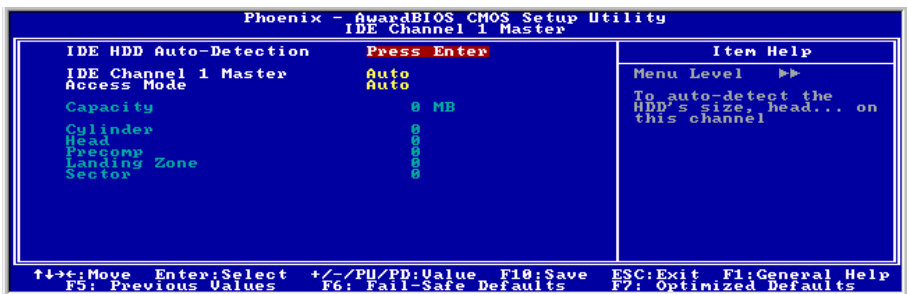 Phoenix - AwardBIOS CMOS Setup Utility
IDE Channel 1 Master
IDE HDD Auto-Detection Press Enter
Item Help
IDE Channel 1 Master Auto
Access Mode Auto
Capacity 0 MB
Cylinder 0
Head 0
Precomp 0
Landing Zone 0
Sector 0
Menu Level ▶▶
To auto-detect the
HDD's size, head... on
this channel
↑↓→←:Move Enter:Select +/-/PU/PD:Value F10:Save ESC:Exit F1:General Help
F5: Previous Values F6: Fail-Safe Defaults F7: Optimized Defaults